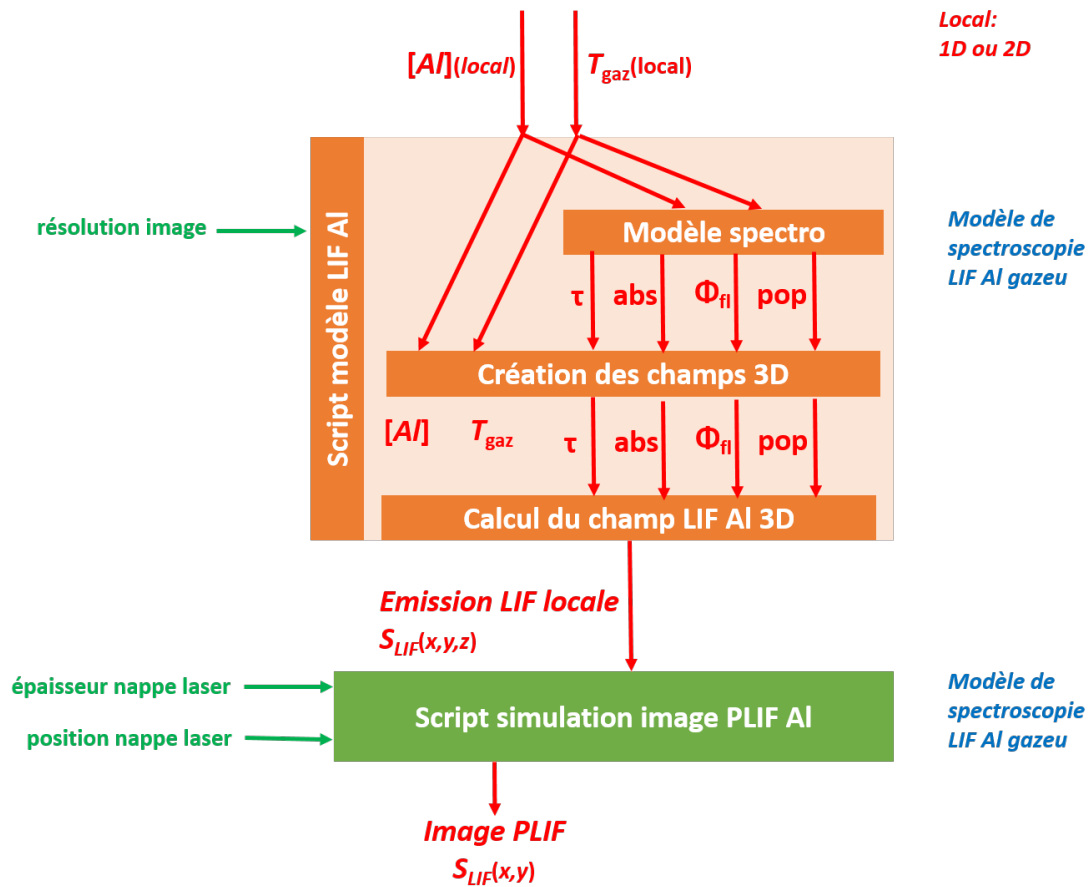 Local:
1D ou 2D
[Al](local)
Tgaz(local)
Script modèle LIF Al
résolution image
Modèle spectro
Modèle de
spectroscopie
LIF Al gazeu
τ abs Φfl pop
Création des champs 3D
[Al] Tgaz τ abs Φfl pop
Calcul du champ LIF Al 3D
Emission LIF locale
SLIF(x,y,z)
épaisseur nappe laser
position nappe laser
Script simulation image PLIF Al
Modèle de
spectroscopie
LIF Al gazeu
Image PLIF
SLIF(x,y)